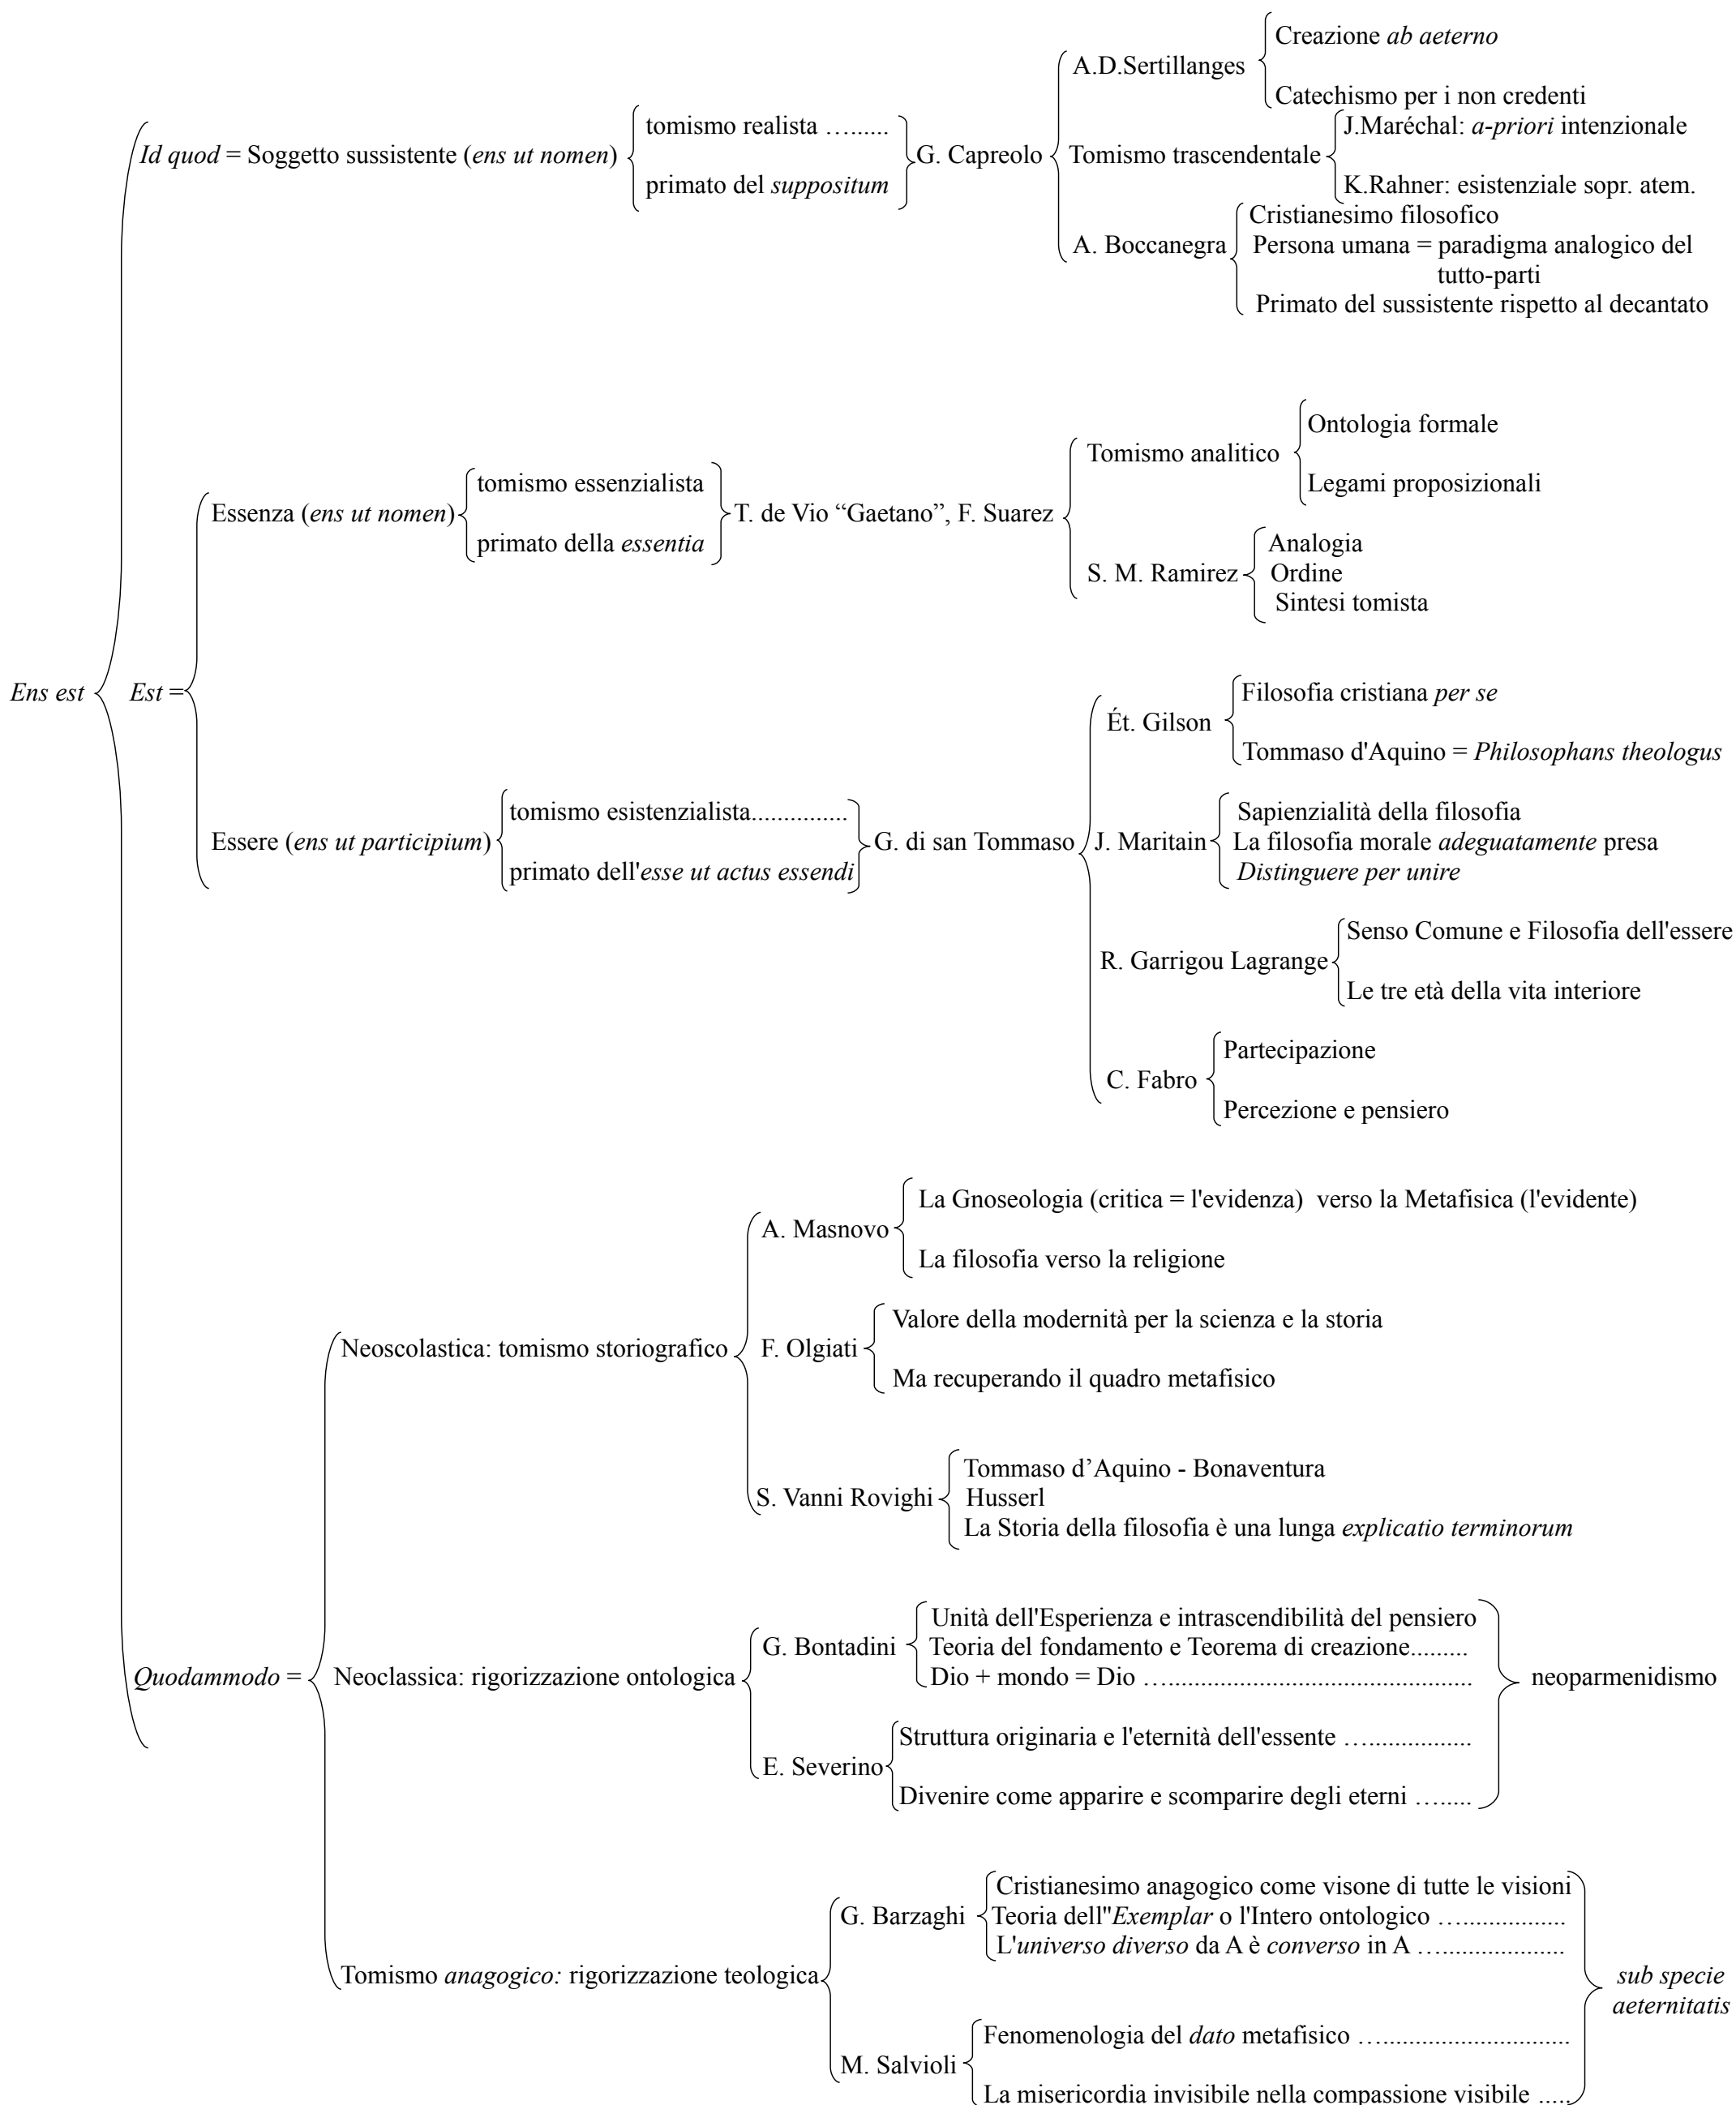 Creazione ab aeterno
A.D.Sertillanges
Catechismo per i non credenti
tomismo realista ….......
J.Maréchal: a-priori intenzionale
Id quod = Soggetto sussistente (ens ut nomen)
G. Capreolo
Tomismo trascendentale
primato del suppositum
K.Rahner: esistenziale sopr. atem.
Cristianesimo filosofico
A. Boccanegra
Persona umana = paradigma analogico del
tutto-parti
Primato del sussistente rispetto al decantato
Ontologia formale
Tomismo analitico
Legami proposizionali
tomismo essenzialista
Essenza (ens ut nomen)
T. de Vio “Gaetano”, F. Suarez
primato della essentia
Analogia
S. M. Ramirez
Ordine
Sintesi tomista
Ens est
Est =
Filosofia cristiana per se
Ét. Gilson
Tommaso d'Aquino = Philosophans theologus
tomismo esistenzialista...............
Sapienzialità della filosofia
Essere (ens ut participium)
G. di san Tommaso
J. Maritain
La filosofia morale adeguatamente presa
primato dell'esse ut actus essendi
Distinguere per unire
Senso Comune e Filosofia dell'essere
R. Garrigou Lagrange
Le tre età della vita interiore
Partecipazione
C. Fabro
Percezione e pensiero
La Gnoseologia (critica = l'evidenza)  verso la Metafisica (l'evidente)
A. Masnovo
La filosofia verso la religione
Valore della modernità per la scienza e la storia
Neoscolastica: tomismo storiografico
F. Olgiati
Ma recuperando il quadro metafisico
Tommaso d’Aquino - Bonaventura
S. Vanni Rovighi
Husserl
La Storia della filosofia è una lunga explicatio terminorum
Unità dell'Esperienza e intrascendibilità del pensiero
G. Bontadini
Teoria del fondamento e Teorema di creazione.........
Quodammodo =
Neoclassica: rigorizzazione ontologica
Dio + mondo = Dio …..............................................
neoparmenidismo
Struttura originaria e l'eternità dell'essente …................
E. Severino
Divenire come apparire e scomparire degli eterni …......
Cristianesimo anagogico come visone di tutte le visioni
G. Barzaghi
Teoria dell''Exemplar o l'Intero ontologico ….................
L'universo diverso da A è converso in A ….....................
Tomismo anagogico: rigorizzazione teologica
sub specie
aeternitatis
Fenomenologia del dato metafisico ….............................
M. Salvioli
La misericordia invisibile nella compassione visibile .....